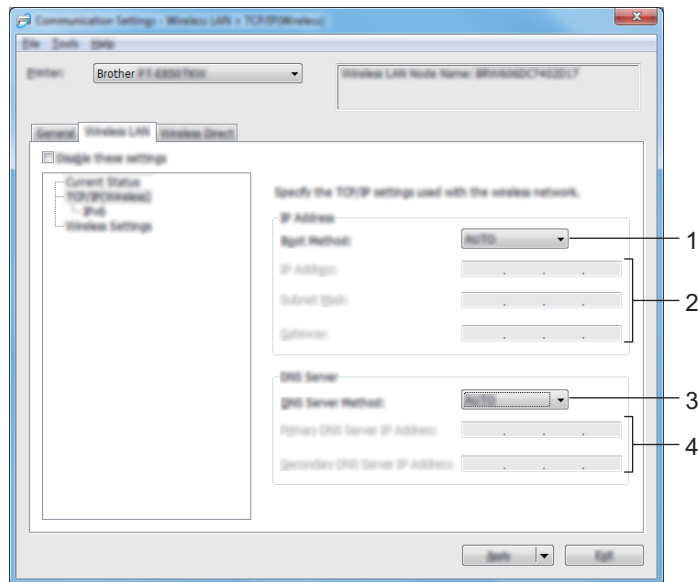 Communication Settings - Wireless LAN > TCP/IP(Wireless)
File Tools Help
Printer: Brother PT-E850TKW
Wireless LAN Node Name:
General Wireless LAN Wireless Direct
Disable these settings
Current Status
TCP/IP(Wireless)
IPv6
Wireless Settings
Specify the TCP/IP settings used with the wireless network.
IP Address
Boot Method: AUTO 1
IP Address: . . . 2
Subnet Mask: . . .
Gateway: . . .
DNS Server
DNS Server Method: AUTO 3
Primary DNS Server IP Address: . . . 4
Secondary DNS Server IP Address: . . .
Apply Exit